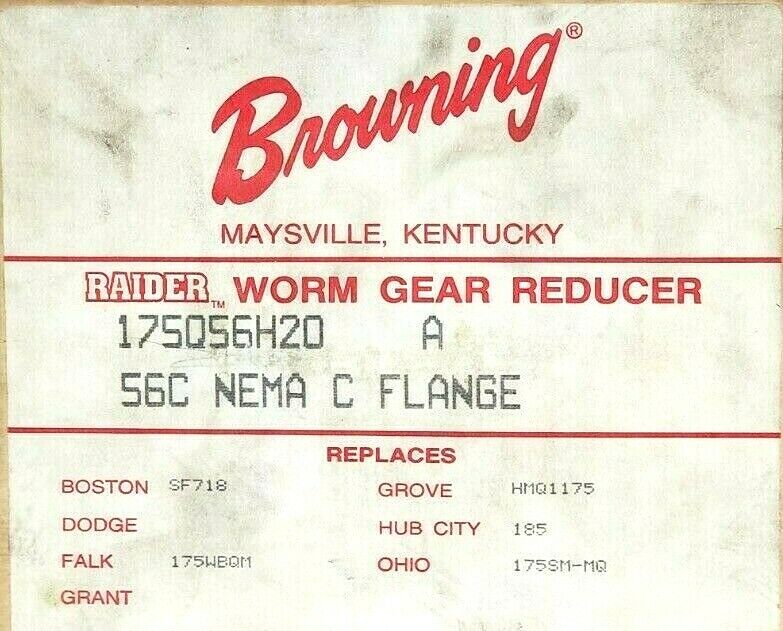 Browning®
MAYSVILLE, KENTUCKY
RAIDER™ WORM GEAR REDUCER
175Q56H20 A
56C NEMA C FLANGE
REPLACES
BOSTON SF718 GROVE HMQ1175
DODGE HUB CITY 185
FALK 175WBQM OHIO 175SM-MQ
GRANT